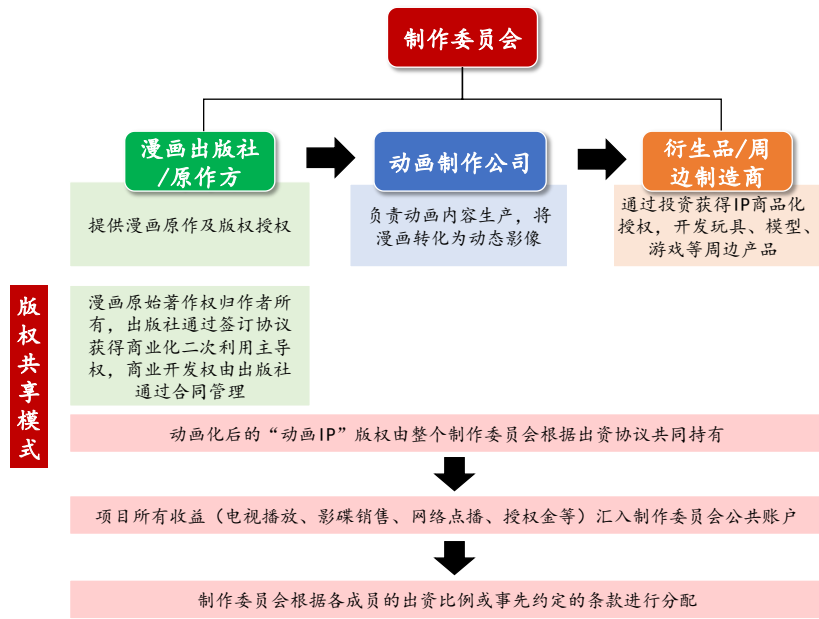 制作委员会
漫画出版社
/原作方
动画制作公司
衍生品/周
边制造商
提供漫画原作及版权授权
负责动画内容生产，将
漫画转化为动态影像
通过投资获得IP商品化
授权，开发玩具、模型、
游戏等周边产品
版权共享模式
漫画原始著作权归作者所
有，出版社通过签订协议
获得商业化二次利用主导
权，商业开发权由出版社
通过合同管理
动画化后的“动画IP”版权由整个制作委员会根据出资协议共同持有
项目所有收益（电视播放、影碟销售、网络点播、授权金等）汇入制作委员会公共账户
制作委员会根据各成员的出资比例或事先约定的条款进行分配